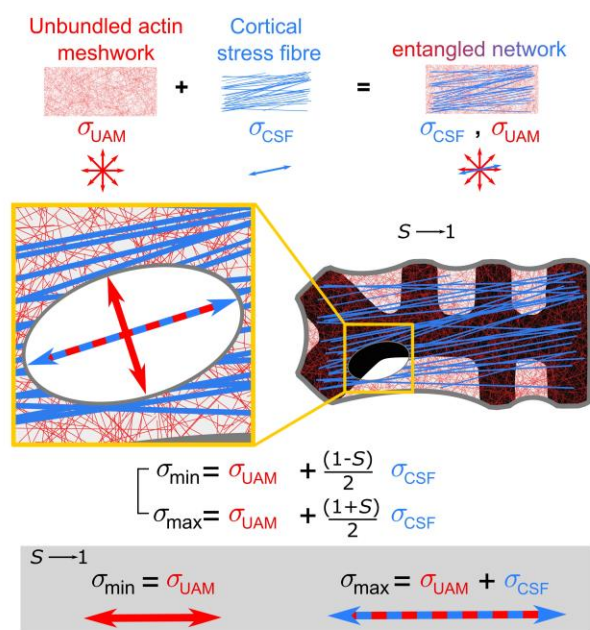 Unbundled actin meshwork
Cortical stress fibre
entangled network
+
=
σUAM
σCSF
σCSF , σUAM
S → 1
σmin = σUAM + (1-S)/2 σCSF
σmax = σUAM + (1+S)/2 σCSF
S → 1
σmin = σUAM
σmax = σUAM + σCSF